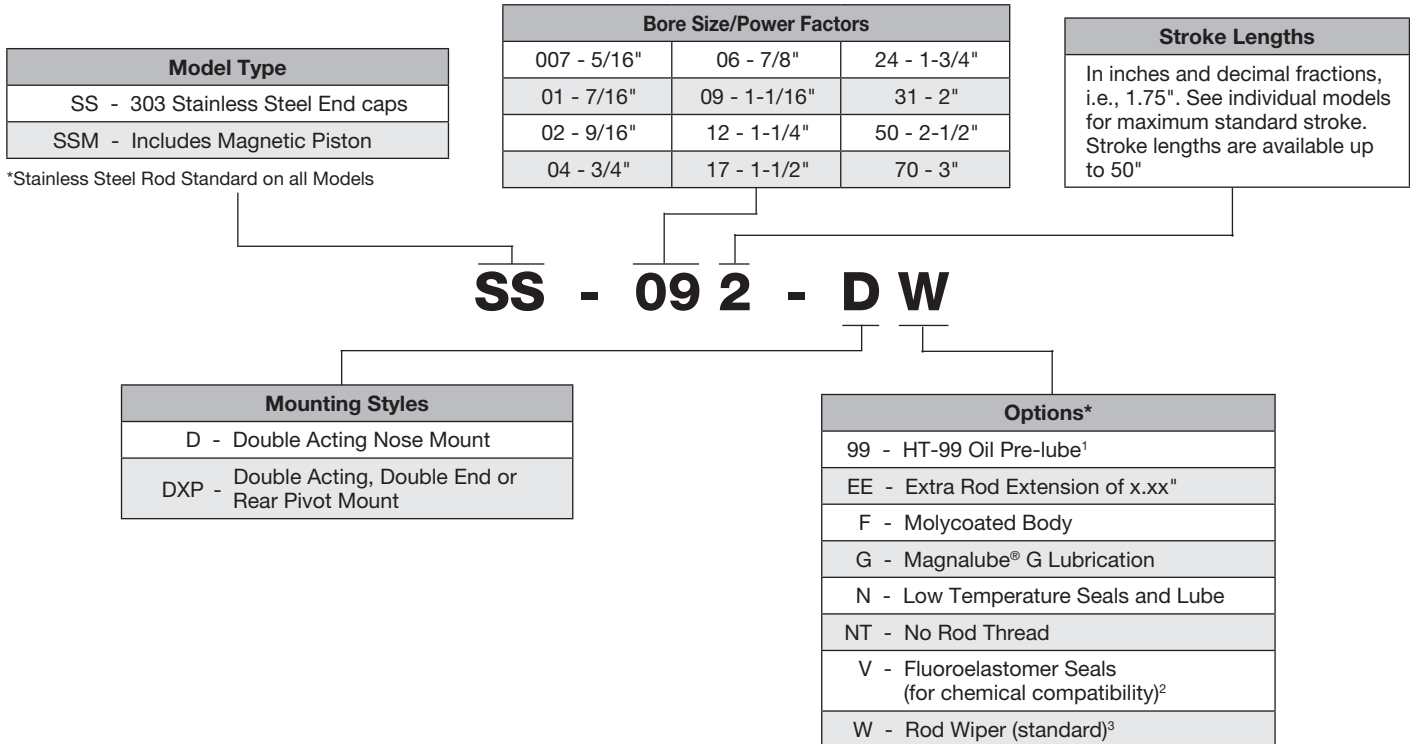 Model Type
SS - 303 Stainless Steel End caps
SSM - Includes Magnetic Piston
*Stainless Steel Rod Standard on all Models
Bore Size/Power Factors
007 - 5/16" 06 - 7/8" 24 - 1-3/4"
01 - 7/16" 09 - 1-1/16" 31 - 2"
02 - 9/16" 12 - 1-1/4" 50 - 2-1/2"
04 - 3/4" 17 - 1-1/2" 70 - 3"
Stroke Lengths
In inches and decimal fractions,
i.e., 1.75". See individual models
for maximum standard stroke.
Stroke lengths are available up
to 50"
SS - 09 2 - D W
Mounting Styles
D - Double Acting Nose Mount
DXP - Double Acting, Double End or
Rear Pivot Mount
Options*
99 - HT-99 Oil Pre-lube¹
EE - Extra Rod Extension of x.xx"
F - Molycoated Body
G - Magnalube® G Lubrication
N - Low Temperature Seals and Lube
NT - No Rod Thread
V - Fluoroelastomer Seals
(for chemical compatibility)²
W - Rod Wiper (standard)³